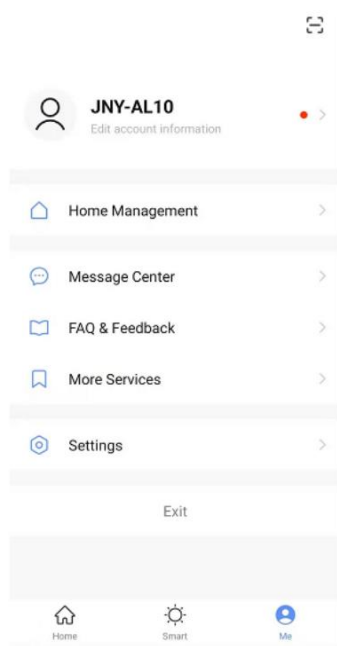 JNY-AL10
Edit account information
Home Management
Message Center
FAQ & Feedback
More Services
Settings
Exit
Home
Smart
Me